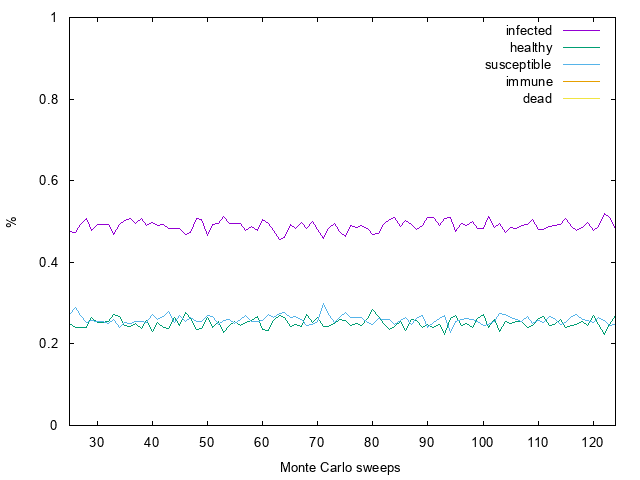 1
infected
healthy
susceptible
immune
dead
0.8
0.6
%
0.4
0.2
0
30 40 50 60 70 80 90 100 110 120
Monte Carlo sweeps